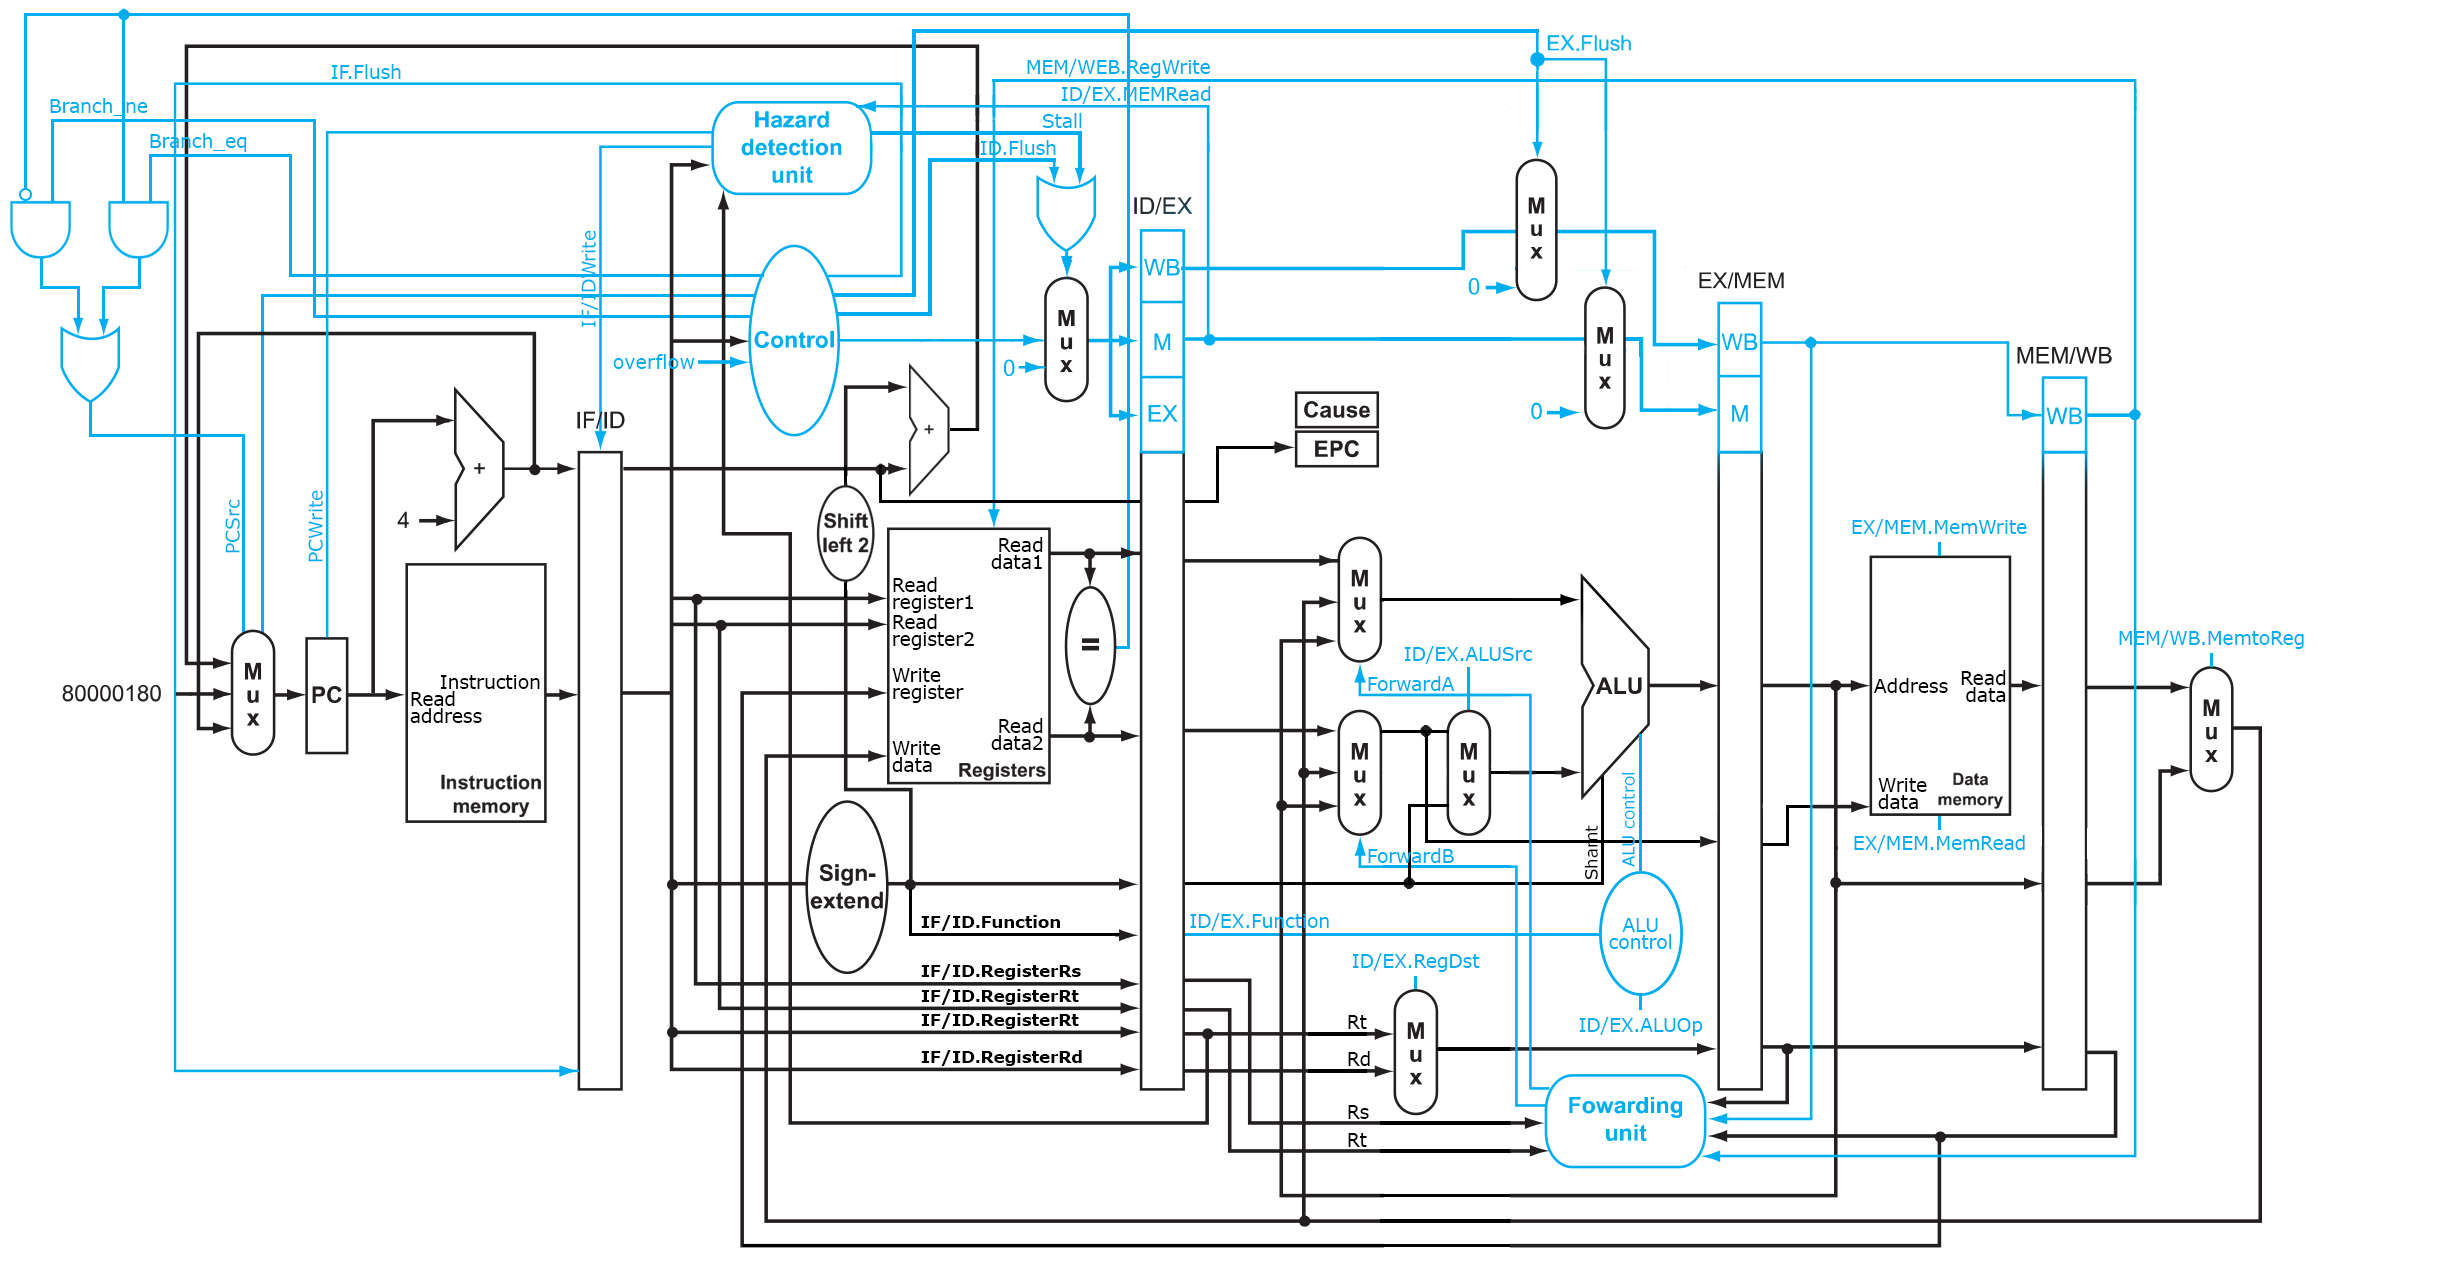 EX.Flush
IF.Flush
MEM/WEB.RegWrite
ID/EX.MEMRead
Branch_ne
Branch_eq
Stall
ID.Flush
Hazard
detection
unit
M
u
x
ID/EX
IF/IDWrite
WB
M
EX
0
M
u
x
0
EX/MEM
WB
M
M
u
x
0
Control
overflow
M
u
x
0
MEM/WB
WB
Cause
EPC
IF/ID
+
+
4
PCSrc
PCWrite
Shift
left 2
Read
data1
Read
register1
Read
register2
Write
register
Read
data2
Write
data
Registers
=
80000180
M
u
x
PC
Instruction
Read
address
Instruction
memory
M
u
x
ForwardA
ID/EX.ALUSrc
M
u
x
M
u
x
ForwardB
ALU
Shamt
ALU control
EX/MEM.MemWrite
Address
Read
data
Write
data
Data
memory
EX/MEM.MemRead
MEM/WB.MemtoReg
M
u
x
Sign-
extend
IF/ID.Function
ID/EX.Function
ALU
control
ID/EX.ALUOp
IF/ID.RegisterRs
IF/ID.RegisterRt
IF/ID.RegisterRt
IF/ID.RegisterRd
ID/EX.RegDst
Rt
Rd
M
u
x
Rs
Rt
Fowarding
unit